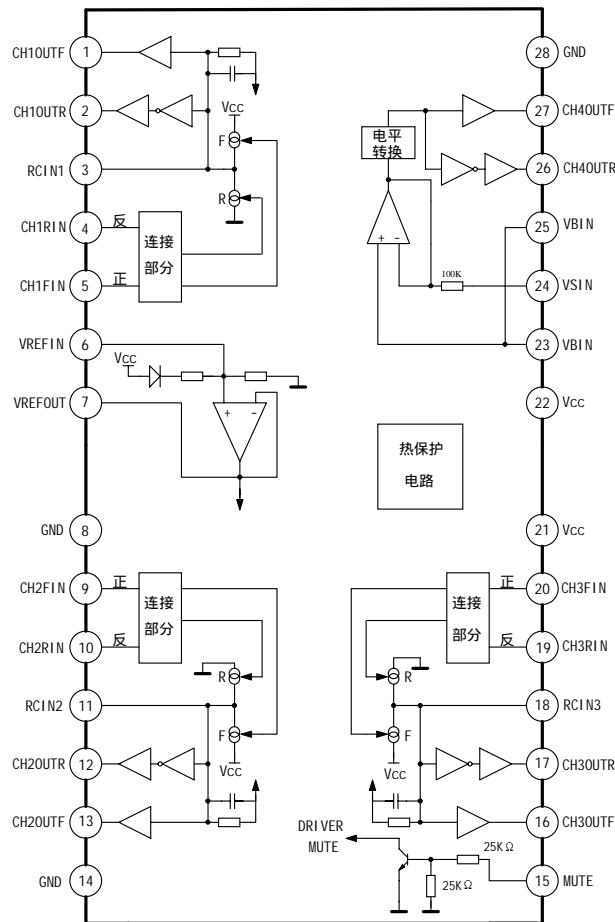 CH1OUTF 1
CH1OUTR 2
RCIN1 3
CH1RIN 4 反
CH1FIN 5 正
连接
部分
Vcc
F
R
VREFIN 6
VREFOUT 7
Vcc
+ -
GND 8
CH2FIN 9 正
CH2RIN 10 反
连接
部分
RCIN2 11
R
F
Vcc
CH2OUTR 12
CH2OUTF 13
GND 14
28 GND
27 CH4OUTF
电平
转换
26 CH4OUTR
25 VBIN
+ -
100K
24 VSIN
23 VBIN
22 Vcc
热保护
电路
21 Vcc
正 20 CH3FIN
反 19 CH3RIN
连接
部分
18 RCIN3
R
F
Vcc
17 CH3OUTR
16 CH3OUTF
DRIVER
MUTE
25KΩ
25KΩ
15 MUTE